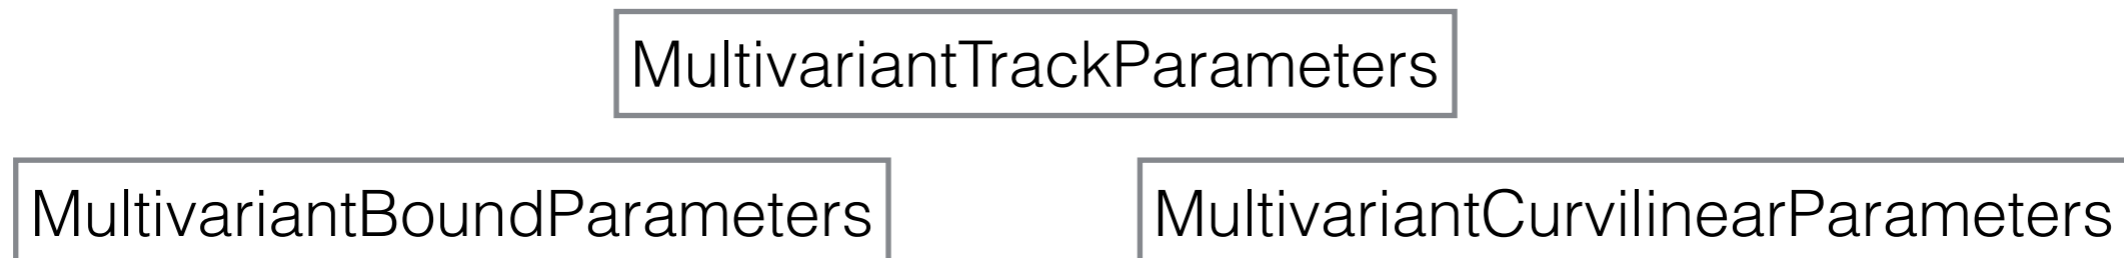 MultivariantTrackParameters
MultivariantBoundParameters
MultivariantCurvilinearParameters